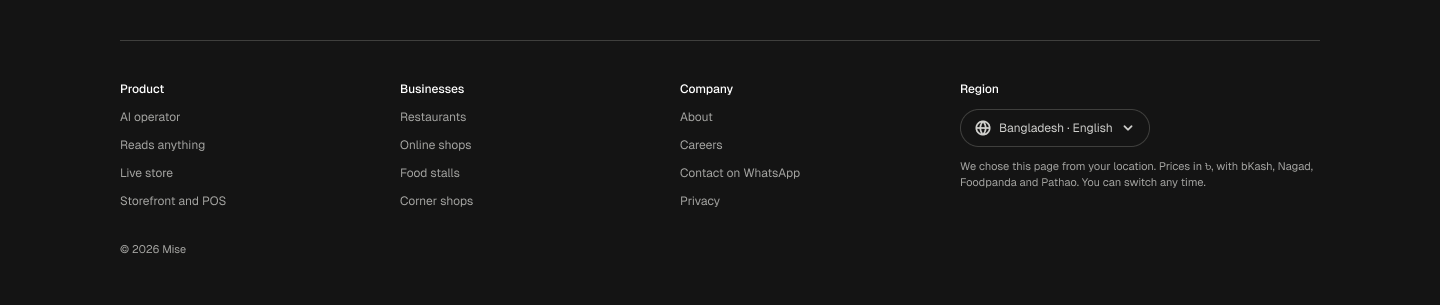 Product
AI operator
Reads anything
Live store
Storefront and POS
Businesses
Restaurants
Online shops
Food stalls
Corner shops
Company
About
Careers
Contact on WhatsApp
Privacy
Region
Bangladesh · English
We chose this page from your location. Prices in ৳, with bKash, Nagad,
Foodpanda and Pathao. You can switch any time.
© 2026 Mise